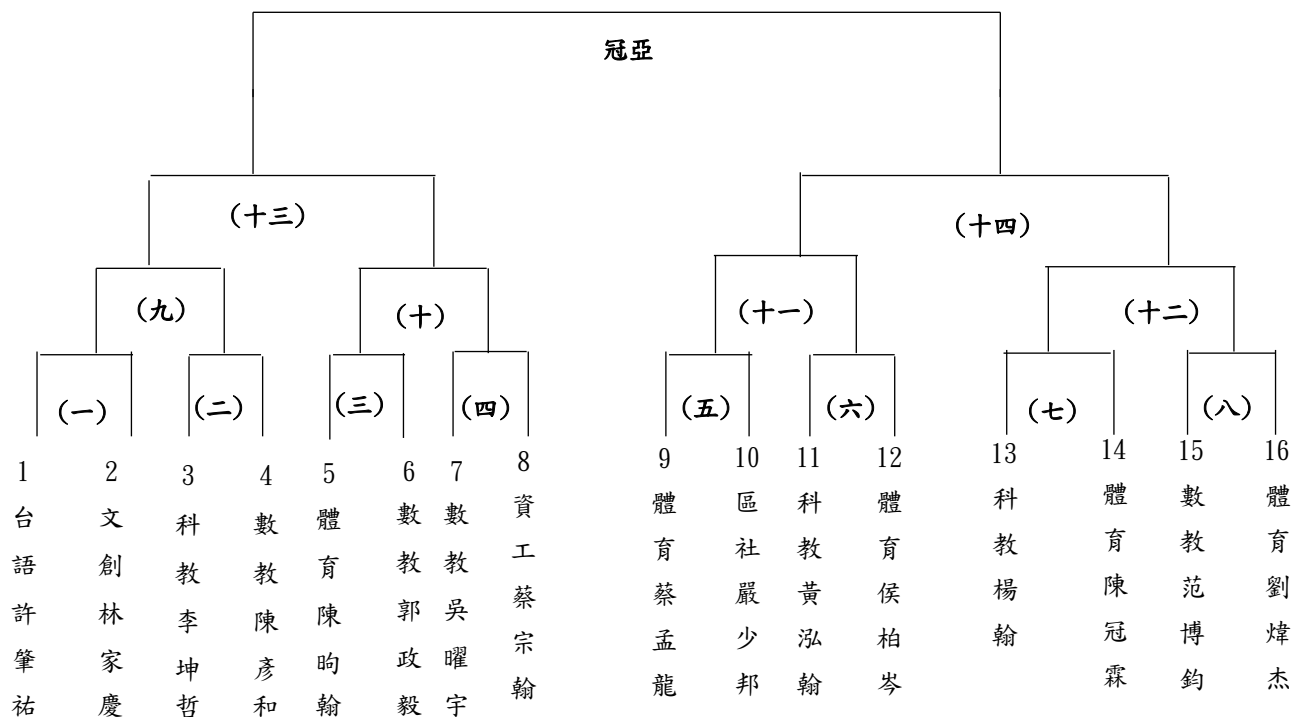 冠亞
(十三)
(十四)
(九)
(十)
(十一)
(十二)
(一)
(二)
(三)
(四)
(五)
(六)
(七)
(八)
1
台語許肇祐
2
文創林家慶
3
科教李坤哲
4
數教陳彥和
5
體育陳昫翰
6
數教郭政毅
7
數教吳曜宇
8
資工蔡宗翰
9
體育蔡孟龍
10
區社嚴少邦
11
科教黃泓翰
12
體育侯柏岑
13
科教楊翰
14
體育陳冠霖
15
數教范博鈞
16
體育劉煒杰